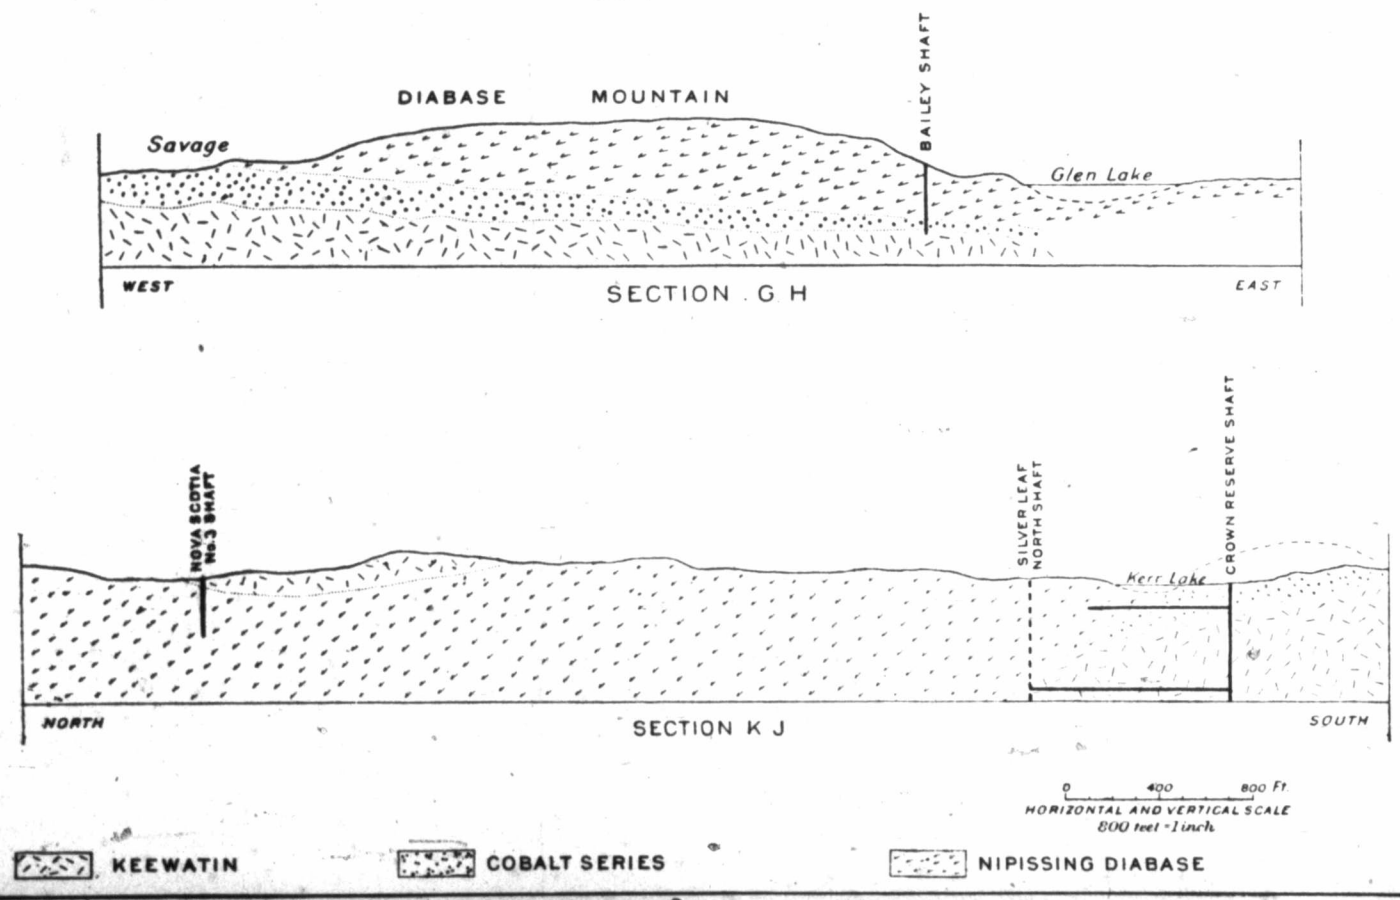 BAILEY SHAFT
DIABASE MOUNTAIN
Savage
Glen Lake
WEST
EAST
SECTION G H
NOVA SCOTIA
No.3 SHAFT
SILVER LEAF
NORTH SHAFT
CROWN RESERVE SHAFT
Kerr Lake
NORTH
SOUTH
SECTION K J
0 400 800 Ft.
HORIZONTAL AND VERTICAL SCALE
800 feet = 1 inch
KEEWATIN
COBALT SERIES
NIPISSING DIABASE